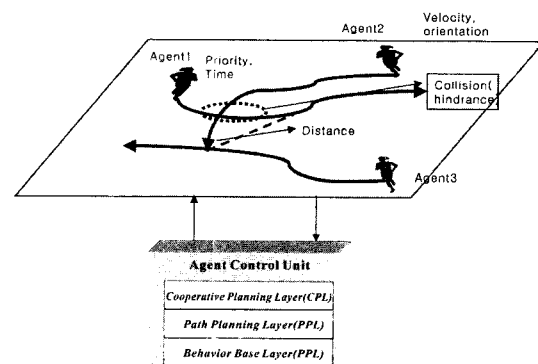 Agent2
Velocity,
orientation
Agent1
Priority,
Time
Collision(
hindrance)
Distance
Agent3
Agent Control Unit
Cooperative Planning Layer(CPL)
Path Planning Layer(PPL)
Behavior Base Layer(PPL)